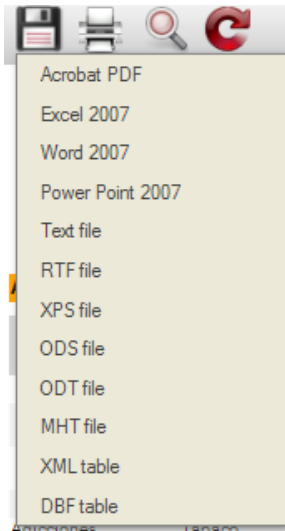 Acrobat PDF
Excel 2007
Word 2007
Power Point 2007
Text file
RTF file
XPS file
ODS file
ODT file
MHT file
XML table
DBF table